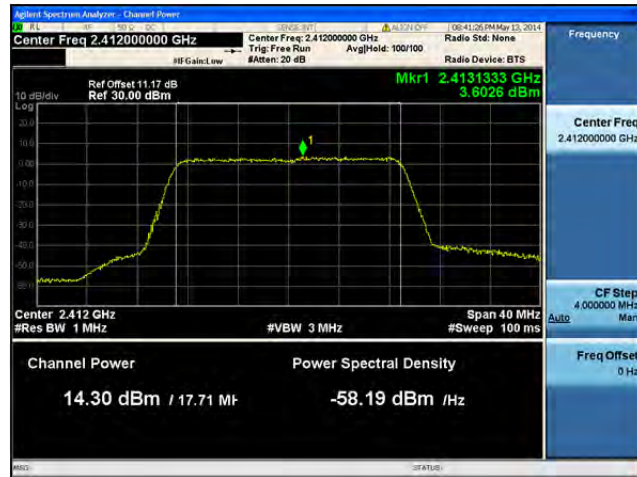 Agilent Spectrum Analyzer - Channel Power
RL RF 50 Ω DC SENSE:INT ALIGN OFF 08:41:26 PM May 13, 2014
Center Freq 2.412000000 GHz
Center Freq: 2.412000000 GHz
Radio Std: None
Trig: Free Run Avg|Hold: 100/100
#IFGain:Low #Atten: 20 dB Radio Device: BTS
Frequency
Ref Offset 11.17 dB
10 dB/div Ref 30.00 dBm
Mkr1 2.4131333 GHz
3.6026 dBm
Log
20.0
10.0
0.00
-10.0
-20.0
-30.0
-40.0
-50.0
-60.0
1
Center Freq
2.412000000 GHz
Center 2.412 GHz Span 40 MHz
#Res BW 1 MHz #VBW 3 MHz #Sweep 100 ms
CF Step
4.000000 MHz
Auto Man
Channel Power Power Spectral Density
14.30 dBm / 17.71 MH -58.19 dBm /Hz
Freq Offset
0 Hz
MSG STATUS